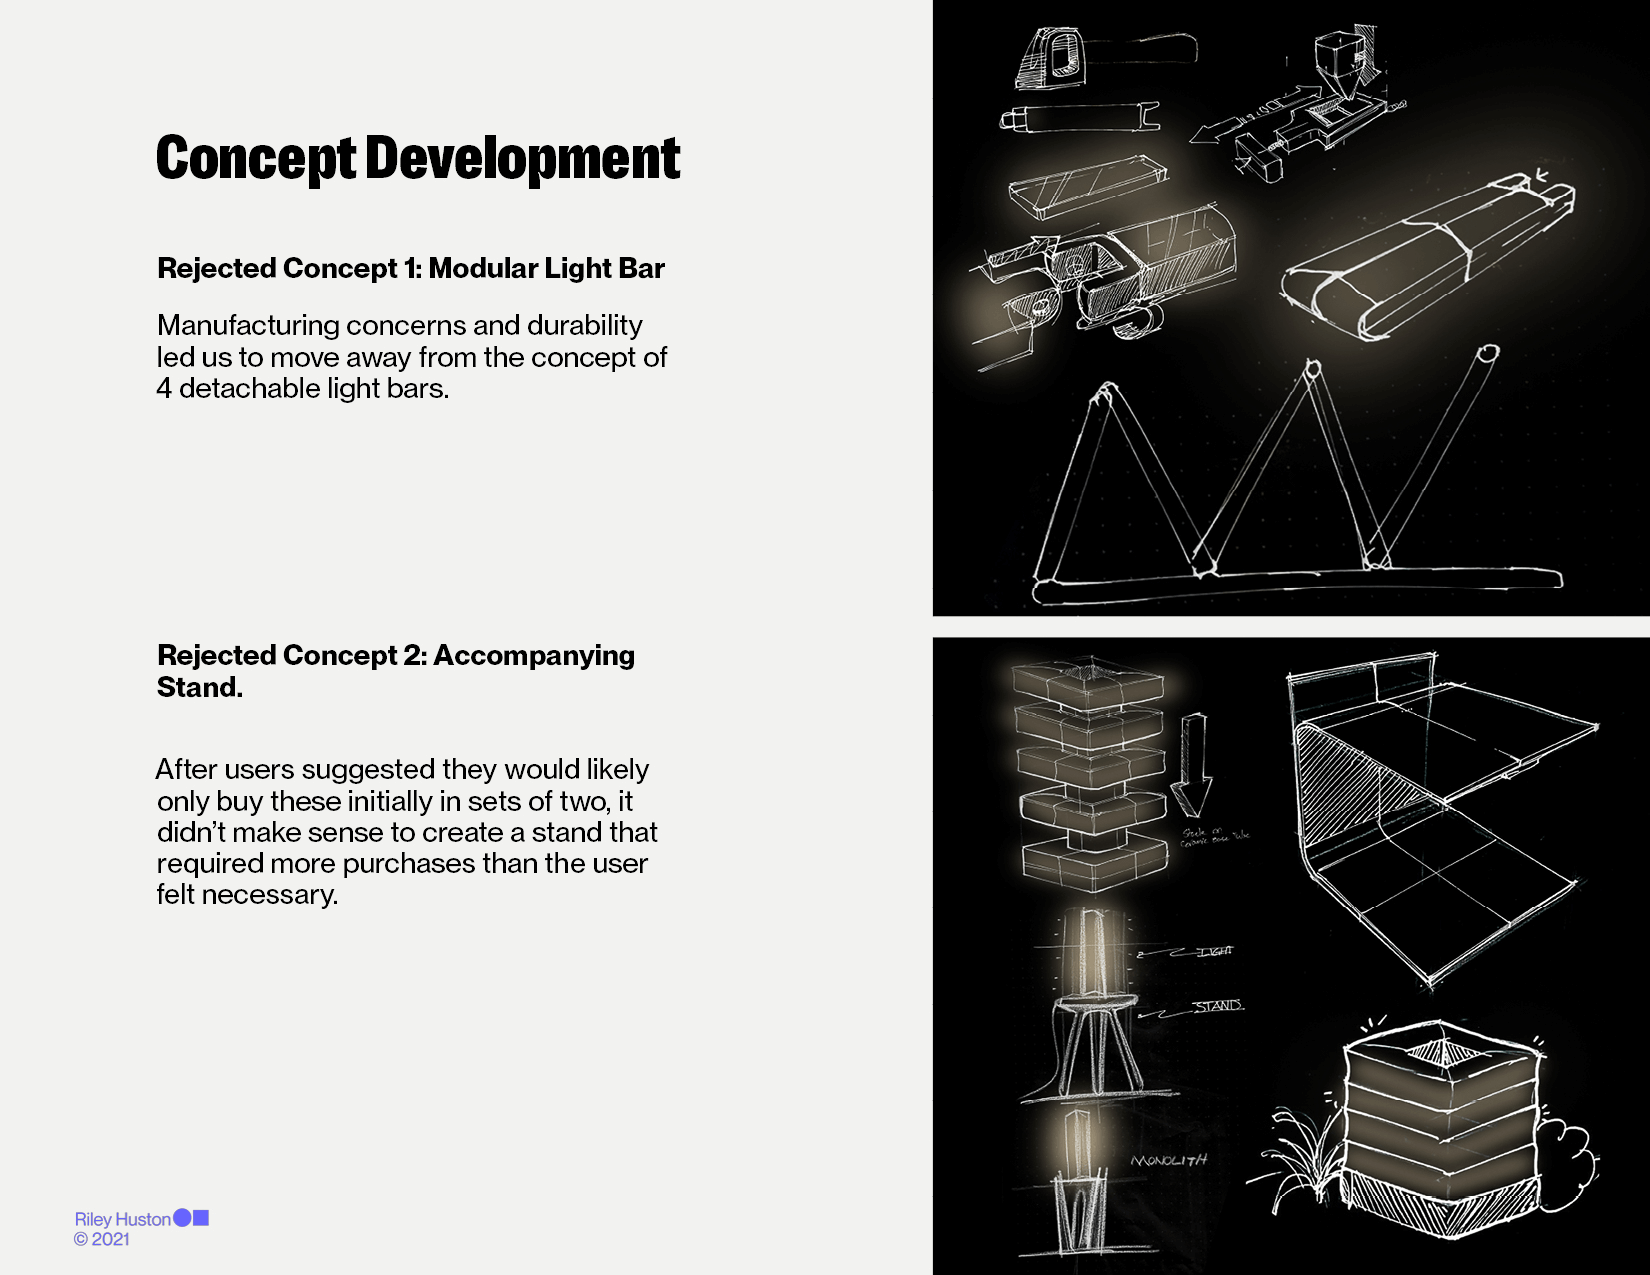 Concept Development
Rejected Concept 1: Modular Light Bar
Manufacturing concerns and durability
led us to move away from the concept of
4 detachable light bars.
Rejected Concept 2: Accompanying
Stand.
After users suggested they would likely
only buy these initially in sets of two, it
didn’t make sense to create a stand that
required more purchases than the user
felt necessary.
Riley Huston
© 2021
Ceramic Base
LIGHT
STAND
MONOLITH